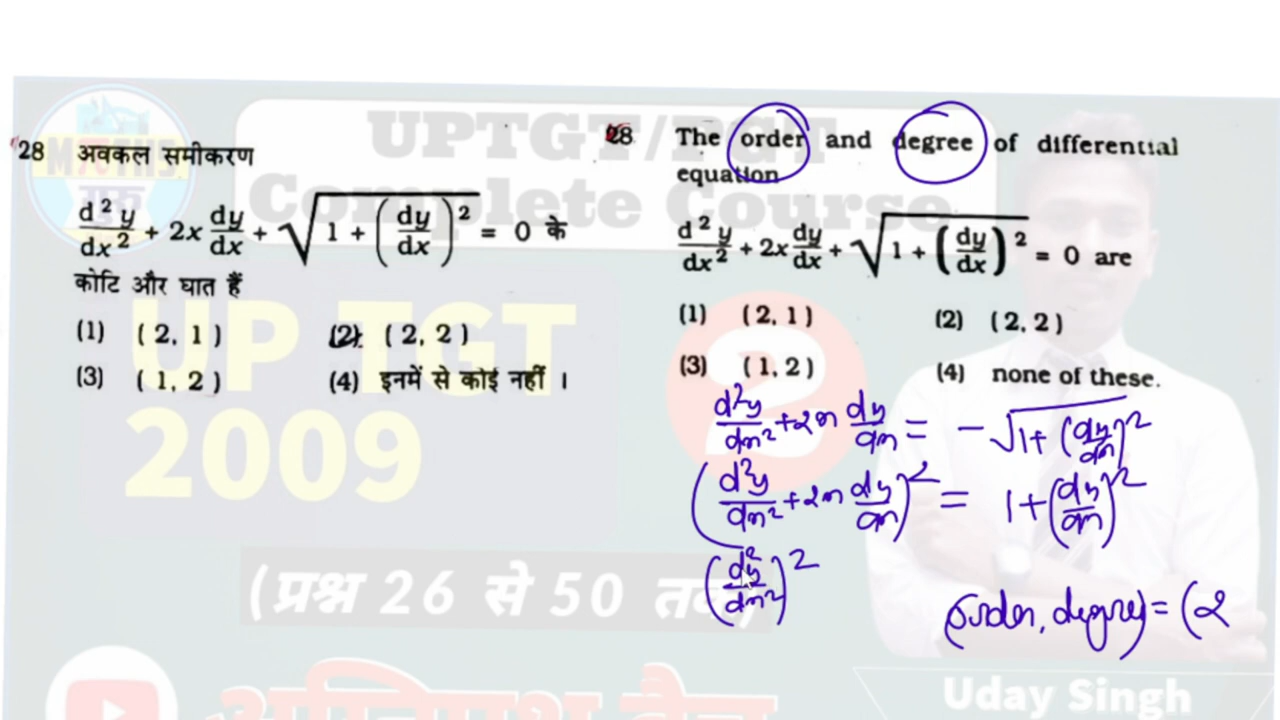 UPTGT/PGT
Complete Course
MATHS
गुरू
28 अवकल समीकरण
d²y/dx² + 2x dy/dx + √(1 + (dy/dx)²) = 0 के
कोटि और घात हैं
(1) (2, 1) (2) (2, 2)
(3) (1, 2) (4) इनमें से कोई नहीं ।
28 The order and degree of differential
equation
d²y/dx² + 2x dy/dx + √(1 + (dy/dx)²) = 0 are
(1) (2, 1) (2) (2, 2)
(3) (1, 2) (4) none of these.
d²y/dx² + 2x dy/dx = - √(1 + (dy/dx)²)
(d²y/dx² + 2x dy/dx)² = 1 + (dy/dx)²
(d²y/dx²)²
(order, degree) = (2
UP TGT
2009
2
(प्रश्न 26 से 50 तक)
Uday Singh